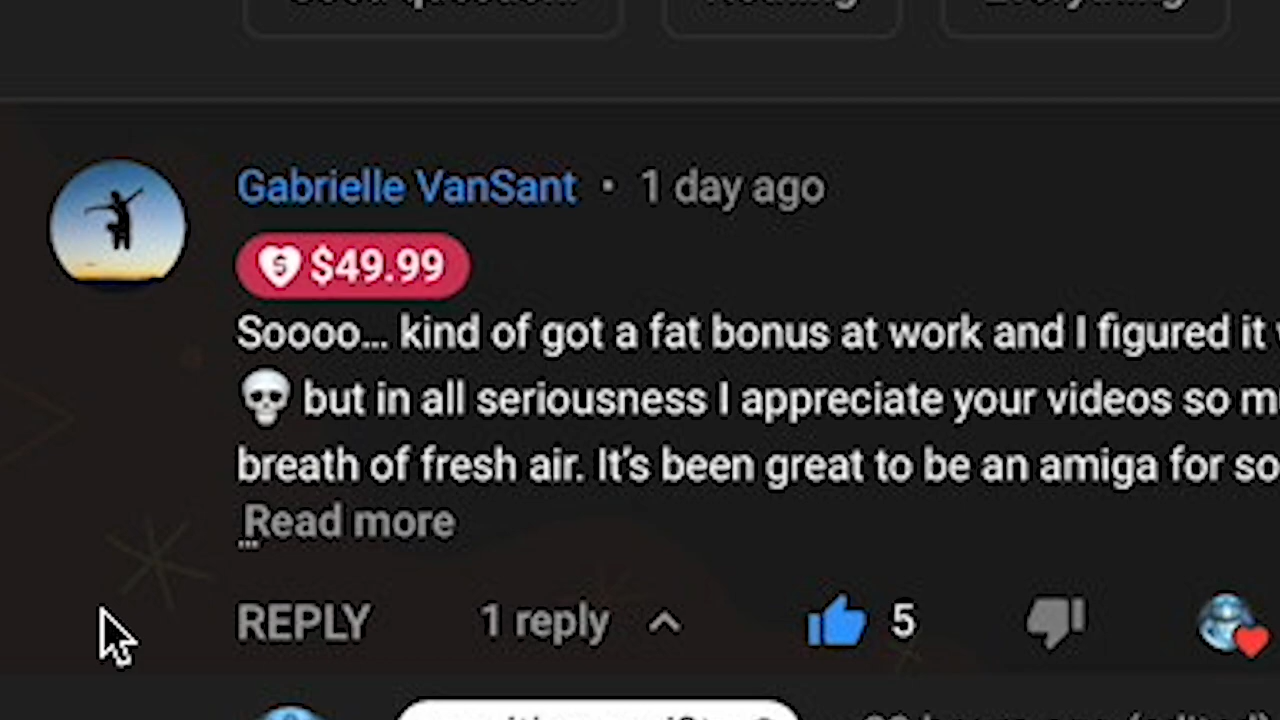 Gabrielle VanSant • 1 day ago
$49.99
Soooo... kind of got a fat bonus at work and I figured it
💀 but in all seriousness I appreciate your videos so
breath of fresh air. It's been great to be an amiga for
...Read more
REPLY 1 reply 5